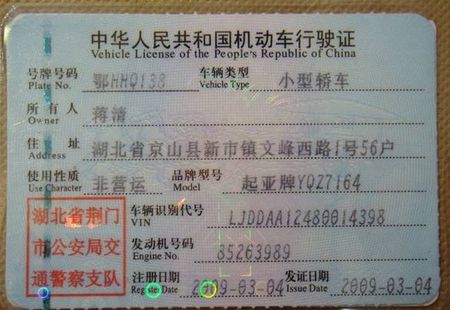 中华人民共和国机动车行驶证
Vehicle License of the People's Republic of China
号牌号码 鄂HHQ138 车辆类型 小型轿车
Plate No. Vehicle Type
所有人 蒋清
Owner
住址 湖北省京山县新市镇文峰西路1号56户
Address
使用性质 非营运 品牌型号 起亚牌YQZ7164
Use Character Model
湖北省荆门
市公安局交
通警察支队
车辆识别代号 LJDDAA12480014398
VIN
发动机号码 85263989
Engine No.
注册日期 2009-03-04 发证日期 2009-03-04
Register Date Issue Date